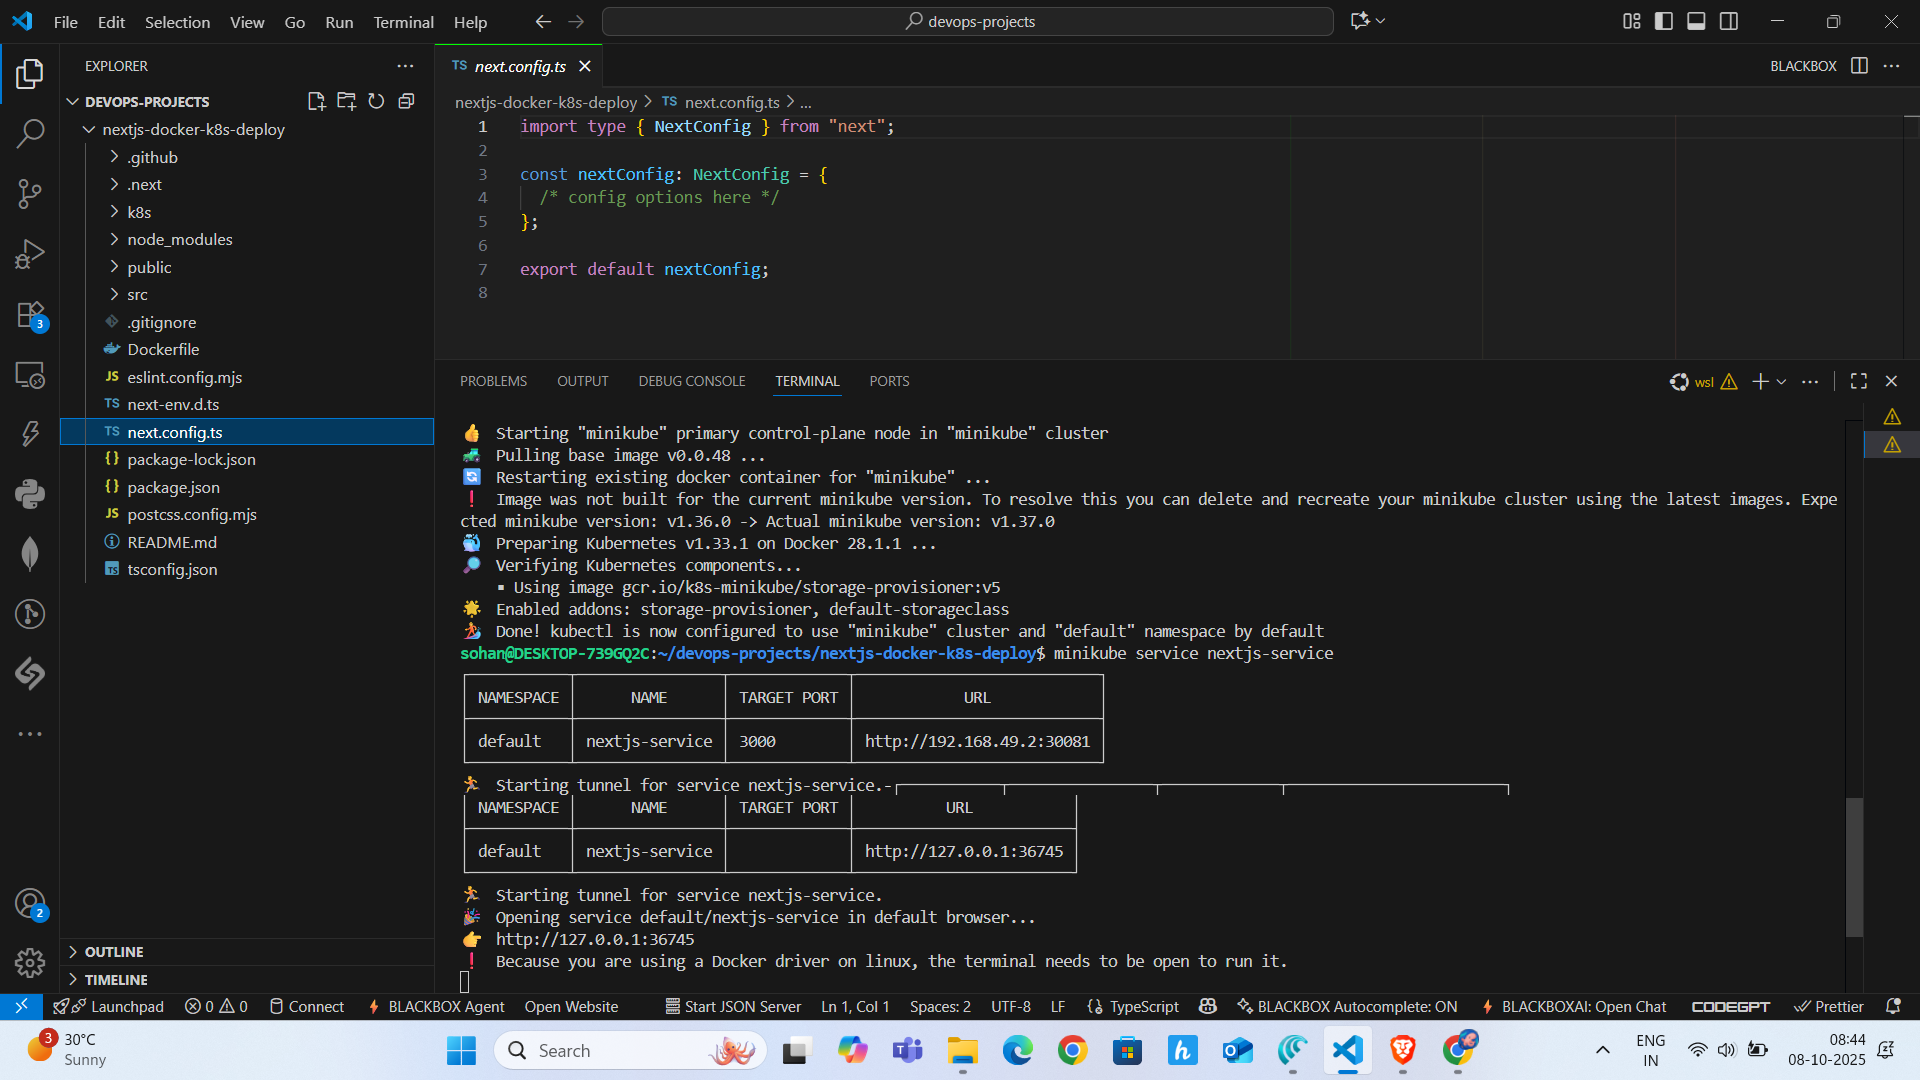 File Edit Selection View Go Run Terminal Help
devops-projects
EXPLORER
DEVOPS-PROJECTS
nextjs-docker-k8s-deploy
.github
.next
k8s
node_modules
public
src
.gitignore
Dockerfile
JS eslint.config.mjs
TS next-env.d.ts
TS next.config.ts
{} package-lock.json
{} package.json
JS postcss.config.mjs
README.md
TS tsconfig.json
OUTLINE
TIMELINE
3
2
TS next.config.ts
BLACKBOX
nextjs-docker-k8s-deploy > TS next.config.ts > ...
1 import type { NextConfig } from "next";
2
3 const nextConfig: NextConfig = {
4 /* config options here */
5 };
6
7 export default nextConfig;
8
PROBLEMS OUTPUT DEBUG CONSOLE TERMINAL PORTS
wsl
👍 Starting "minikube" primary control-plane node in "minikube" cluster
🚜 Pulling base image v0.0.48 ...
🔄 Restarting existing docker container for "minikube" ...
❗ Image was not built for the current minikube version. To resolve this you can delete and recreate your minikube cluster using the latest images. Expe
cted minikube version: v1.36.0 -> Actual minikube version: v1.37.0
🐳 Preparing Kubernetes v1.33.1 on Docker 28.1.1 ...
🔎 Verifying Kubernetes components...
▪ Using image gcr.io/k8s-minikube/storage-provisioner:v5
🌟 Enabled addons: storage-provisioner, default-storageclass
🏄 Done! kubectl is now configured to use "minikube" cluster and "default" namespace by default
sohan@DESKTOP-739GQ2C:~/devops-projects/nextjs-docker-k8s-deploy$ minikube service nextjs-service
NAMESPACE NAME TARGET PORT URL
default nextjs-service 3000 http://192.168.49.2:30081
🏃 Starting tunnel for service nextjs-service.-
NAMESPACE NAME TARGET PORT URL
default nextjs-service http://127.0.0.1:36745
🏃 Starting tunnel for service nextjs-service.
🎉 Opening service default/nextjs-service in default browser...
👉 http://127.0.0.1:36745
❗ Because you are using a Docker driver on linux, the terminal needs to be open to run it.
Launchpad 0 0 Connect BLACKBOX Agent Open Website Start JSON Server Ln 1, Col 1 Spaces: 2 UTF-8 LF {} TypeScript BLACKBOX Autocomplete: ON BLACKBOXAI: Open Chat CODEGPT Prettier
3
30°C
Sunny
Search
ENG
IN
08:44
08-10-2025